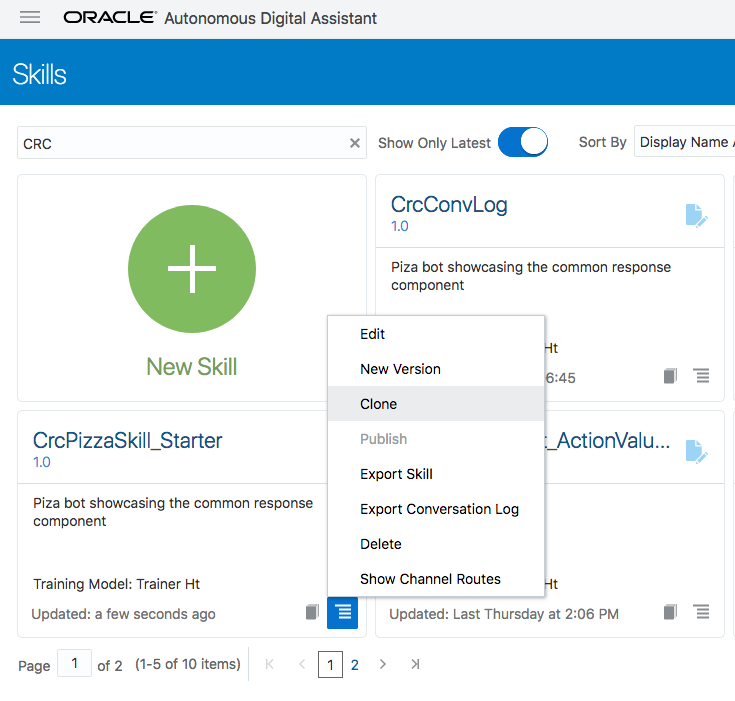 ORACLE Autonomous Digital Assistant
Skills
CRC
Show Only Latest
Sort By
Display Name
New Skill
CrcConvLog
1.0
Piza bot showcasing the common response
component
Ht
6:45
Edit
New Version
Clone
Publish
Export Skill
Export Conversation Log
Delete
Show Channel Routes
CrcPizzaSkill_Starter
1.0
Piza bot showcasing the common response
component
Training Model: Trainer Ht
Updated: a few seconds ago
t_ActionValu...
Ht
Updated: Last Thursday at 2:06 PM
Page 1 of 2 (1-5 of 10 items) 1 2